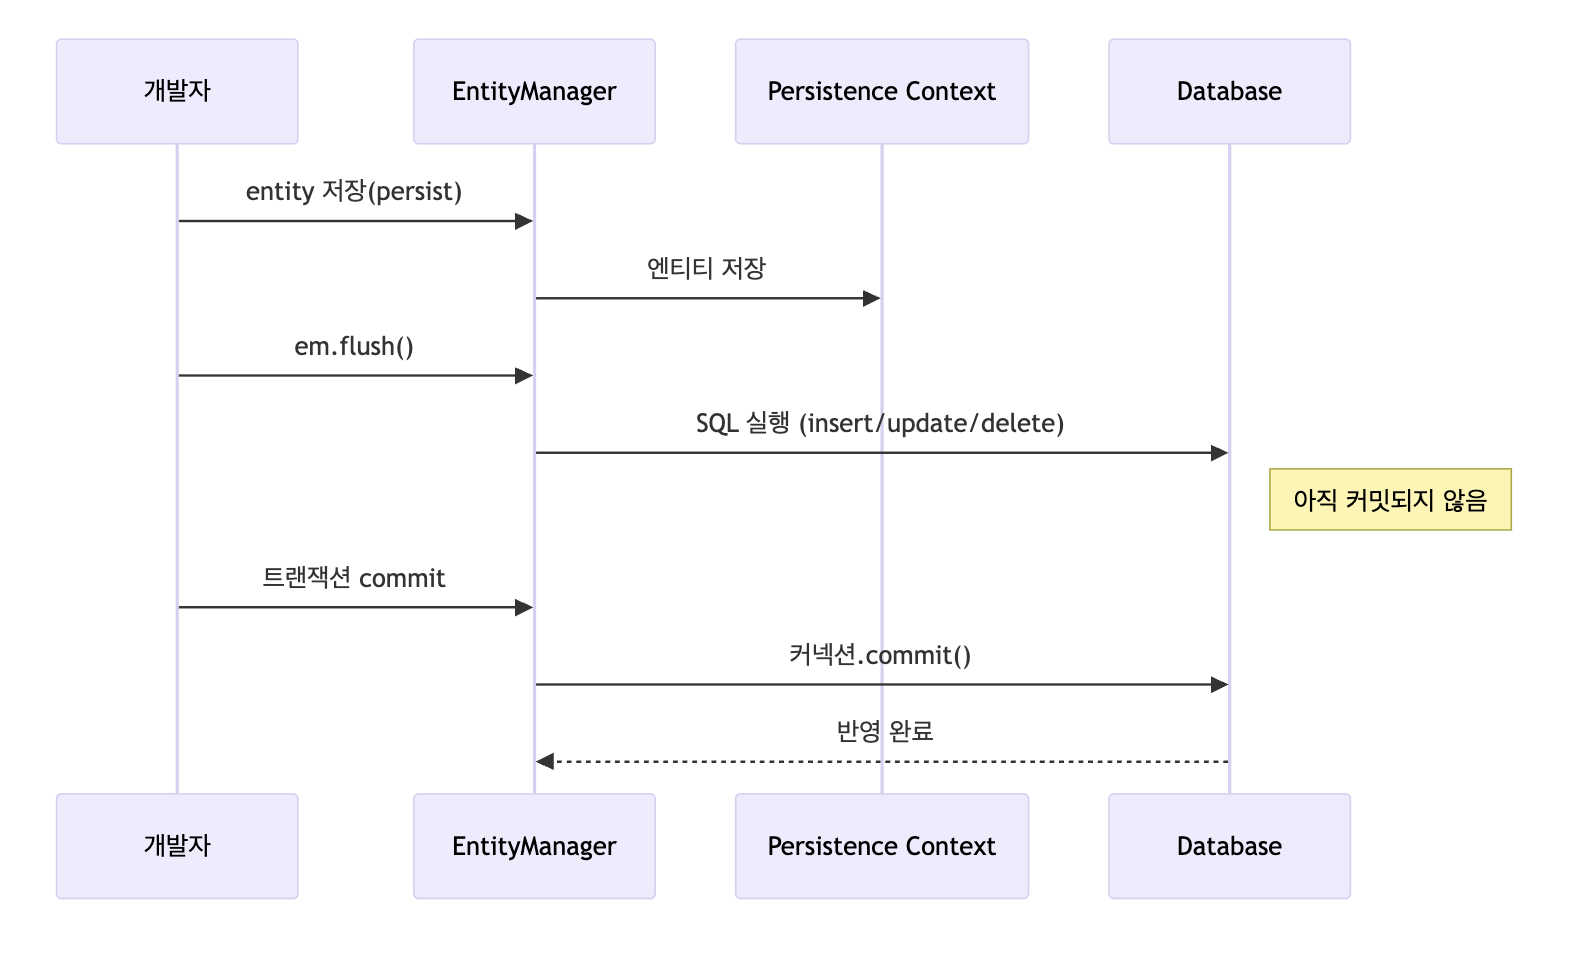 개발자
EntityManager
Persistence Context
Database
entity 저장(persist)
엔티티 저장
em.flush()
SQL 실행 (insert/update/delete)
아직 커밋되지 않음
트랜잭션 commit
커넥션.commit()
반영 완료
개발자
EntityManager
Persistence Context
Database